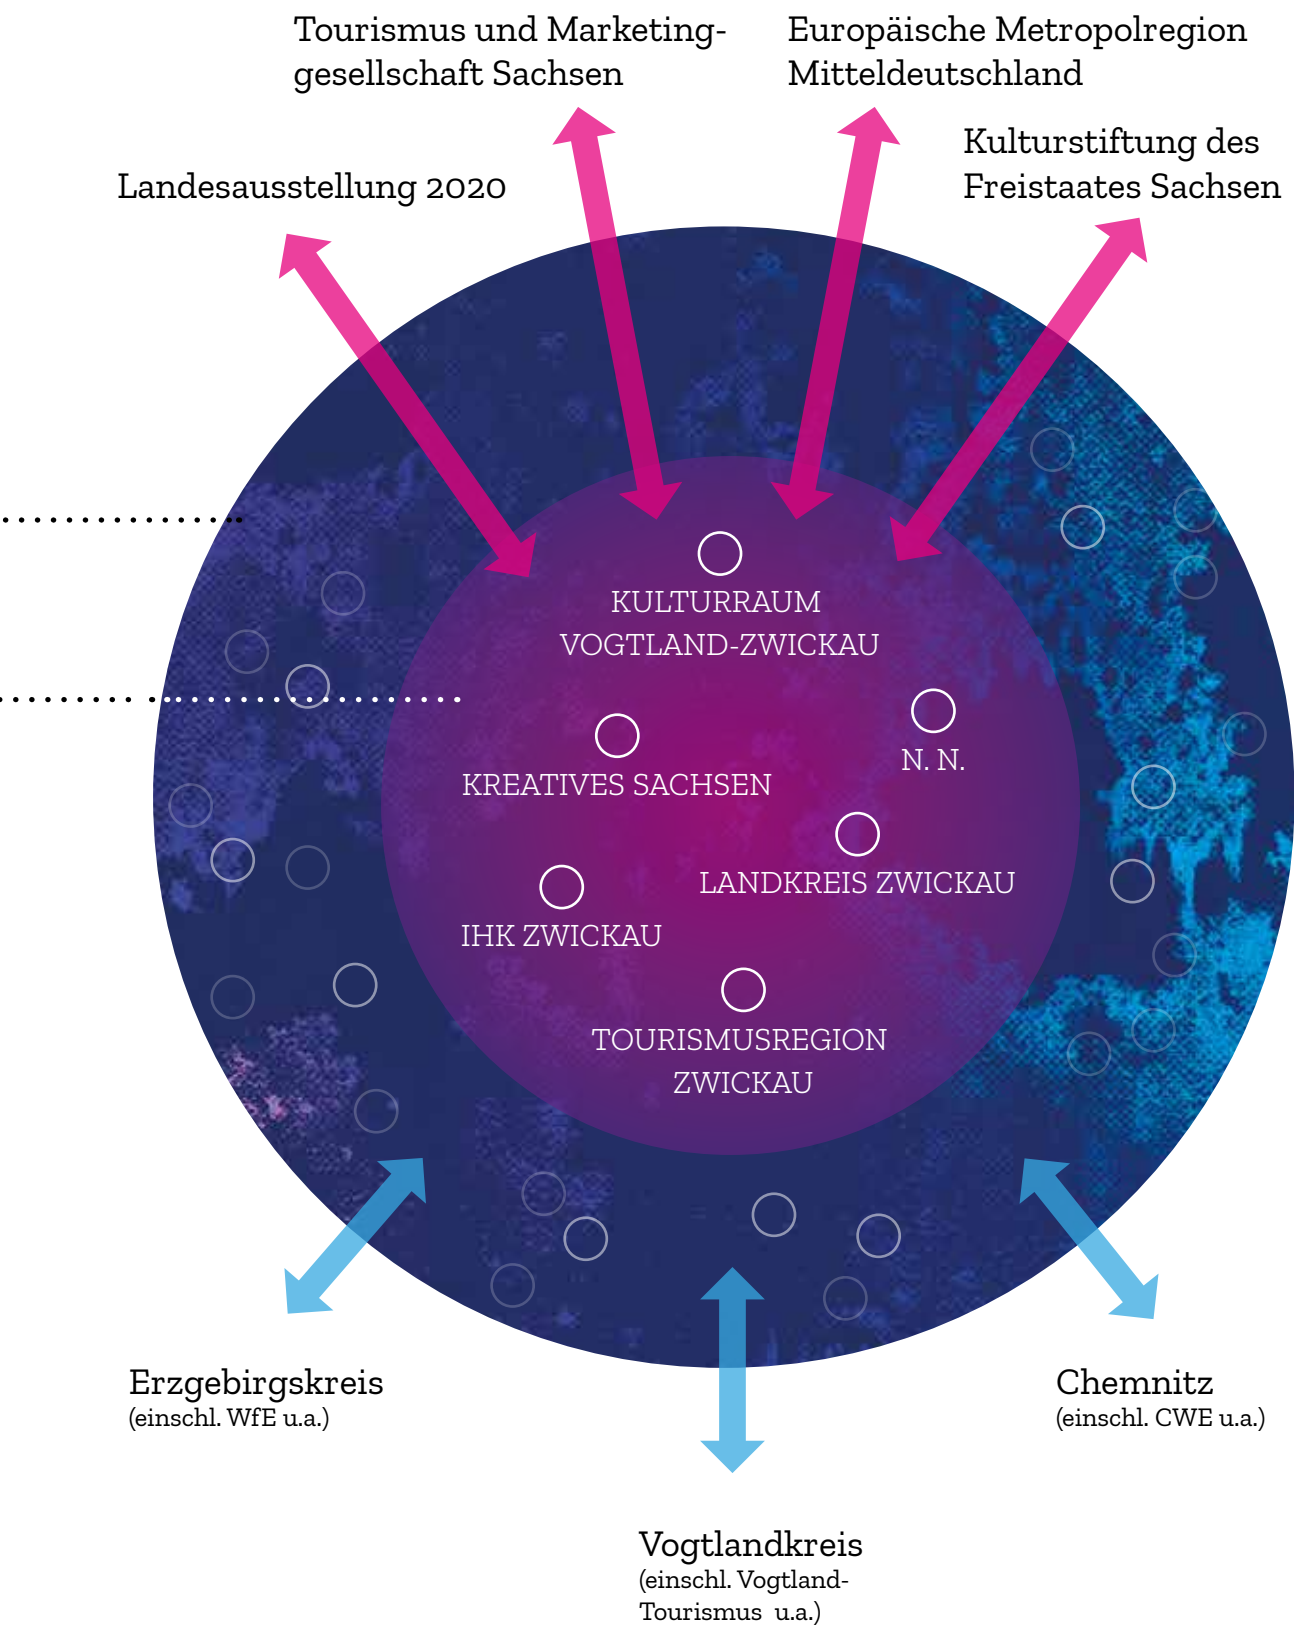 Tourismus und Marketing-
gesellschaft Sachsen
Europäische Metropolregion
Mitteldeutschland
Kulturstiftung des
Freistaates Sachsen
Landesausstellung 2020
KULTURRAUM
VOGTLAND-ZWICKAU
N. N.
KREATIVES SACHSEN
LANDKREIS ZWICKAU
IHK ZWICKAU
TOURISMUSREGION
ZWICKAU
Erzgebirgskreis
(einschl. WfE u.a.)
Chemnitz
(einschl. CWE u.a.)
Vogtlandkreis
(einschl. Vogtland-
Tourismus u.a.)